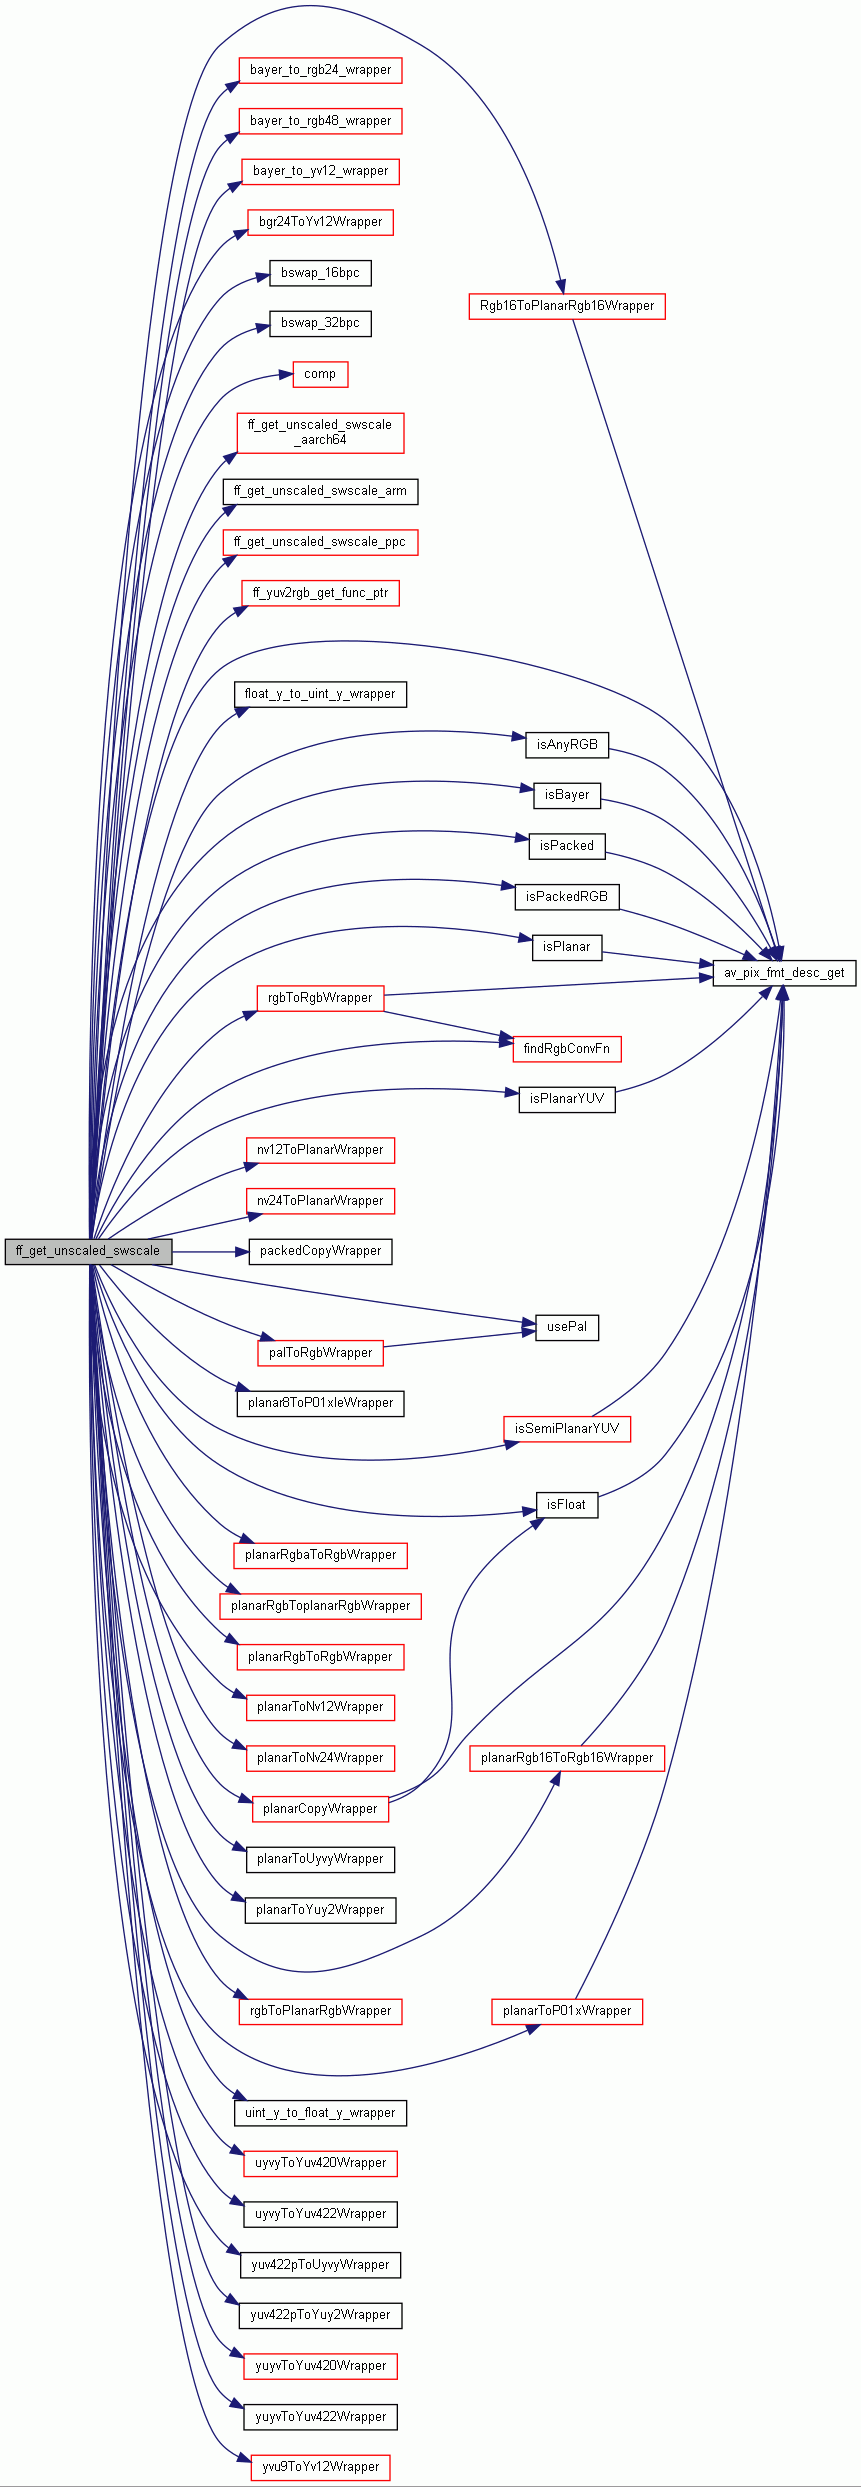 bayer_to_rgb24_wrapper
bayer_to_rgb48_wrapper
bayer_to_yv12_wrapper
bgr24ToYv12Wrapper
bswap_16bpc
Rgb16ToPlanarRgb16Wrapper
bswap_32bpc
comp
ff_get_unscaled_swscale
_aarch64
ff_get_unscaled_swscale_arm
ff_get_unscaled_swscale_ppc
ff_yuv2rgb_get_func_ptr
float_y_to_uint_y_wrapper
isAnyRGB
isBayer
isPacked
isPackedRGB
isPlanar
av_pix_fmt_desc_get
rgbToRgbWrapper
findRgbConvFn
isPlanarYUV
nv12ToPlanarWrapper
nv24ToPlanarWrapper
ff_get_unscaled_swscale
packedCopyWrapper
usePal
palToRgbWrapper
planar8ToP01xleWrapper
isSemiPlanarYUV
isFloat
planarRgbaToRgbWrapper
planarRgbToplanarRgbWrapper
planarRgbToRgbWrapper
planarToNv12Wrapper
planarToNv24Wrapper
planarRgb16ToRgb16Wrapper
planarCopyWrapper
planarToUyvyWrapper
planarToYuy2Wrapper
rgbToPlanarRgbWrapper
planarToP01xWrapper
uint_y_to_float_y_wrapper
uyvyToYuv420Wrapper
uyvyToYuv422Wrapper
yuv422pToUyvyWrapper
yuv422pToYuy2Wrapper
yuyvToYuv420Wrapper
yuyvToYuv422Wrapper
yvu9ToYv12Wrapper